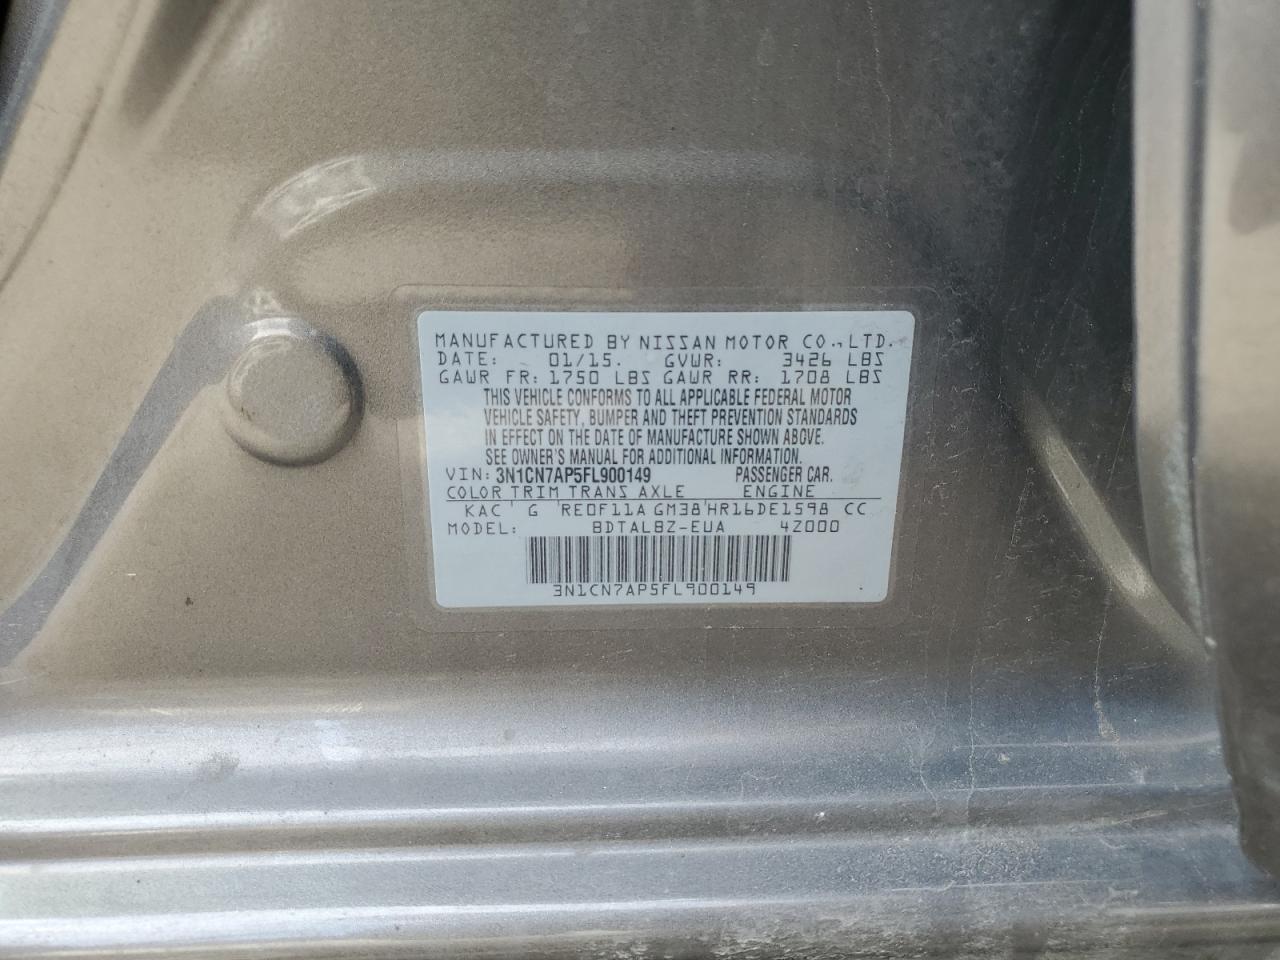 MANUFACTURED BY NISSAN MOTOR CO., LTD.
DATE: 01/15. GVWR: 3426 LBS
GAWR FR: 1750 LBS GAWR RR: 1708 LBS
THIS VEHICLE CONFORMS TO ALL APPLICABLE FEDERAL MOTOR
VEHICLE SAFETY, BUMPER AND THEFT PREVENTION STANDARDS
IN EFFECT ON THE DATE OF MANUFACTURE SHOWN ABOVE.
SEE OWNER'S MANUAL FOR ADDITIONAL INFORMATION.
VIN: 3N1CN7AP5FL900149 PASSENGER CAR.
COLOR TRIM TRANS AXLE ENGINE
KAC ' G 'RE0F11A GM38'HR16DE1598 CC
MODEL: BDTALBZ-EUA 4Z000
3N1CN7AP5FL900149